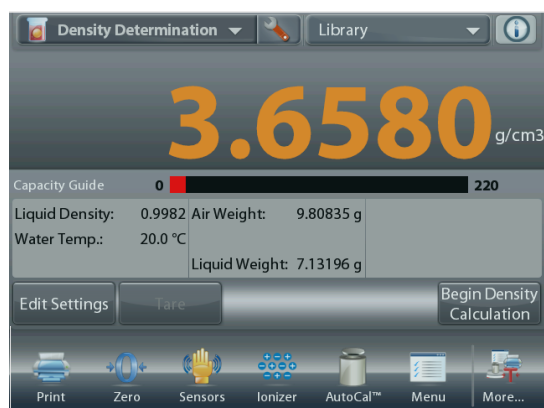 Density Determination
Library
3.6580 g/cm3
Capacity Guide 0 220
Liquid Density: 0.9982 Air Weight: 9.80835 g
Water Temp.: 20.0 °C
Liquid Weight: 7.13196 g
Edit Settings
Tare
Begin Density
Calculation
Print
Zero
Sensors
Ionizer
AutoCal™
Menu
More...